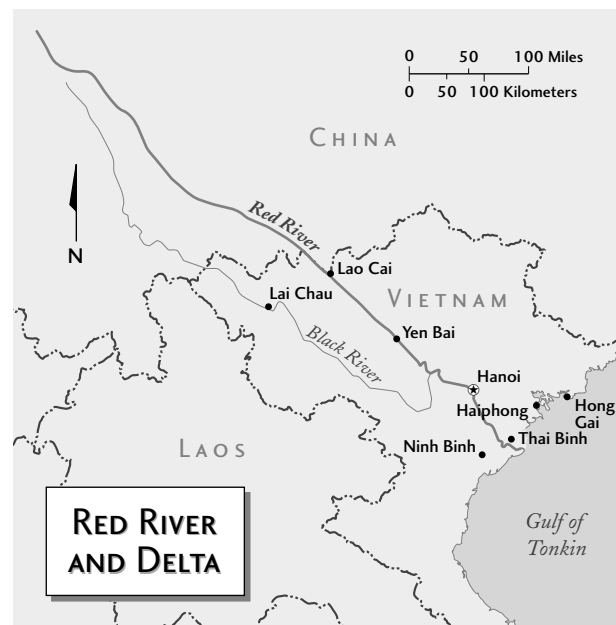 0 50 100 Miles
0 50 100 Kilometers
CHINA
N
Red River
Lao Cai
Lai Chau
VIETNAM
Black River
Yen Bai
Hanoi
Haiphong
Hong
Gai
Thai Binh
Ninh Binh
LAOS
RED RIVER
AND DELTA
Gulf of
Tonkin